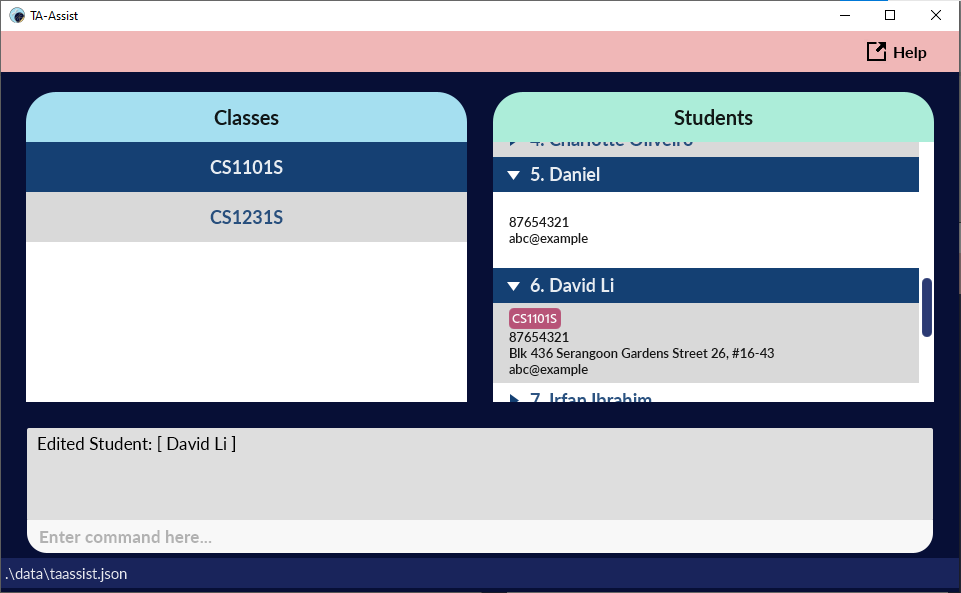 TA-Assist
Help
Classes
CS1101S
CS1231S
Students
4. Charlotte Oliveiro
5. Daniel
87654321
abc@example
6. David Li
CS1101S
87654321
Blk 436 Serangoon Gardens Street 26, #16-43
abc@example
7. Irfan Ibrahim
Edited Student: [ David Li ]
Enter command here...
.\data\taassist.json